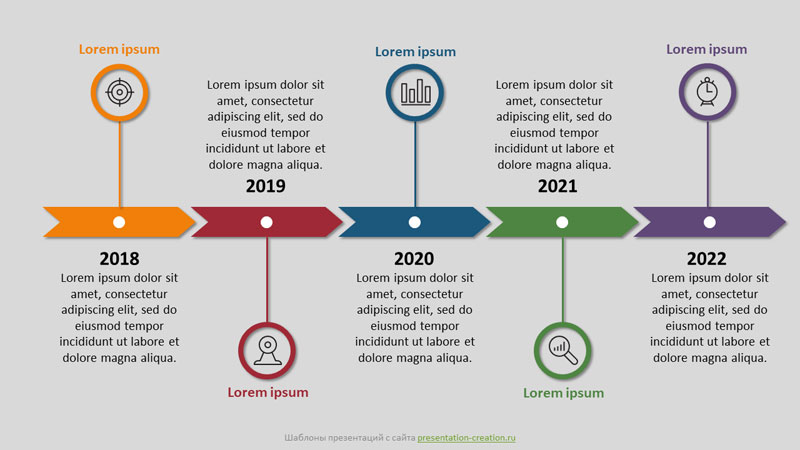 Lorem ipsum
2018
Lorem ipsum dolor sit
amet, consectetur
adipiscing elit, sed do
eiusmod tempor
incididunt ut labore et
dolore magna aliqua.
Lorem ipsum dolor sit
amet, consectetur
adipiscing elit, sed do
eiusmod tempor
incididunt ut labore et
dolore magna aliqua.
2019
Lorem ipsum
Lorem ipsum
2020
Lorem ipsum dolor sit
amet, consectetur
adipiscing elit, sed do
eiusmod tempor
incididunt ut labore et
dolore magna aliqua.
Lorem ipsum dolor sit
amet, consectetur
adipiscing elit, sed do
eiusmod tempor
incididunt ut labore et
dolore magna aliqua.
2021
Lorem ipsum
Lorem ipsum
2022
Lorem ipsum dolor sit
amet, consectetur
adipiscing elit, sed do
eiusmod tempor
incididunt ut labore et
dolore magna aliqua.
Шаблоны презентаций с сайта presentation-creation.ru